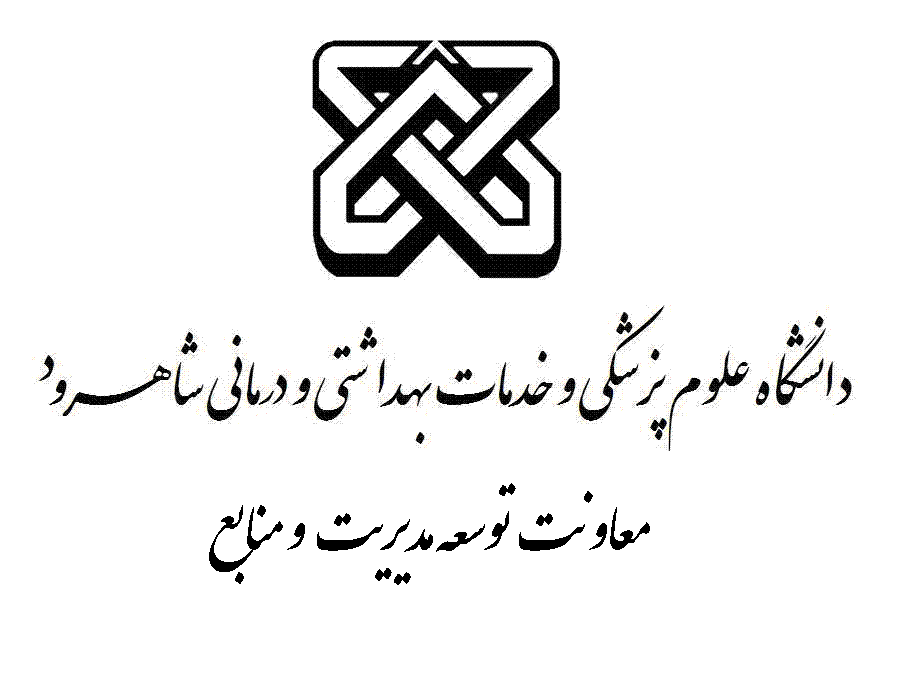 دانشگاه علوم پزشکی و خدمات بهداشتی و درمانی شاهرود
معاونت توسعه مدیریت و منابع